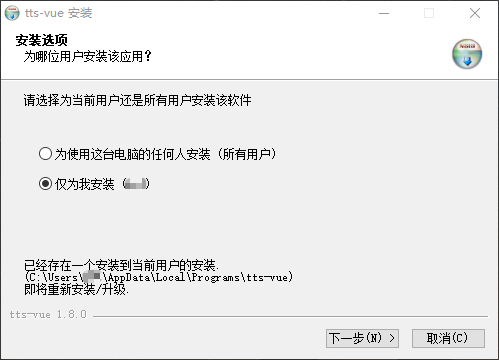 tts-vue 安装
安装选项
为哪位用户安装该应用？
请选择为当前用户还是所有用户安装该软件
为使用这台电脑的任何人安装 (所有用户)
仅为我安装 ()
已经存在一个安装到当前用户的安装.
(C:\Users\\AppData\Local\Programs\tts-vue)
即将重新安装/升级.
tts-vue 1.8.0
下一步(N) >
取消(C)